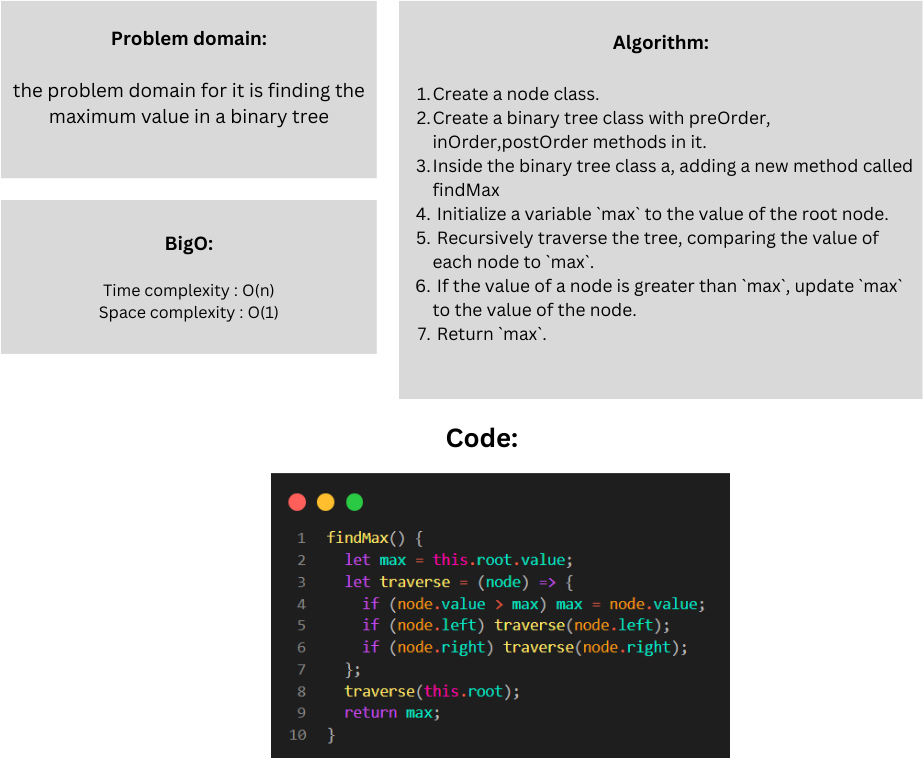 Problem domain:
the problem domain for it is finding the
maximum value in a binary tree
BigO:
Time complexity : O(n)
Space complexity : O(1)
Algorithm:
1. Create a node class.
2. Create a binary tree class with preOrder,
inOrder,postOrder methods in it.
3. Inside the binary tree class a, adding a new method called
findMax
4. Initialize a variable `max` to the value of the root node.
5. Recursively traverse the tree, comparing the value of
each node to `max`.
6. If the value of a node is greater than `max`, update `max`
to the value of the node.
7. Return `max`.
Code:
1 findMax() {
2   let max = this.root.value;
3   let traverse = (node) => {
4     if (node.value > max) max = node.value;
5     if (node.left) traverse(node.left);
6     if (node.right) traverse(node.right);
7   };
8   traverse(this.root);
9   return max;
10 }